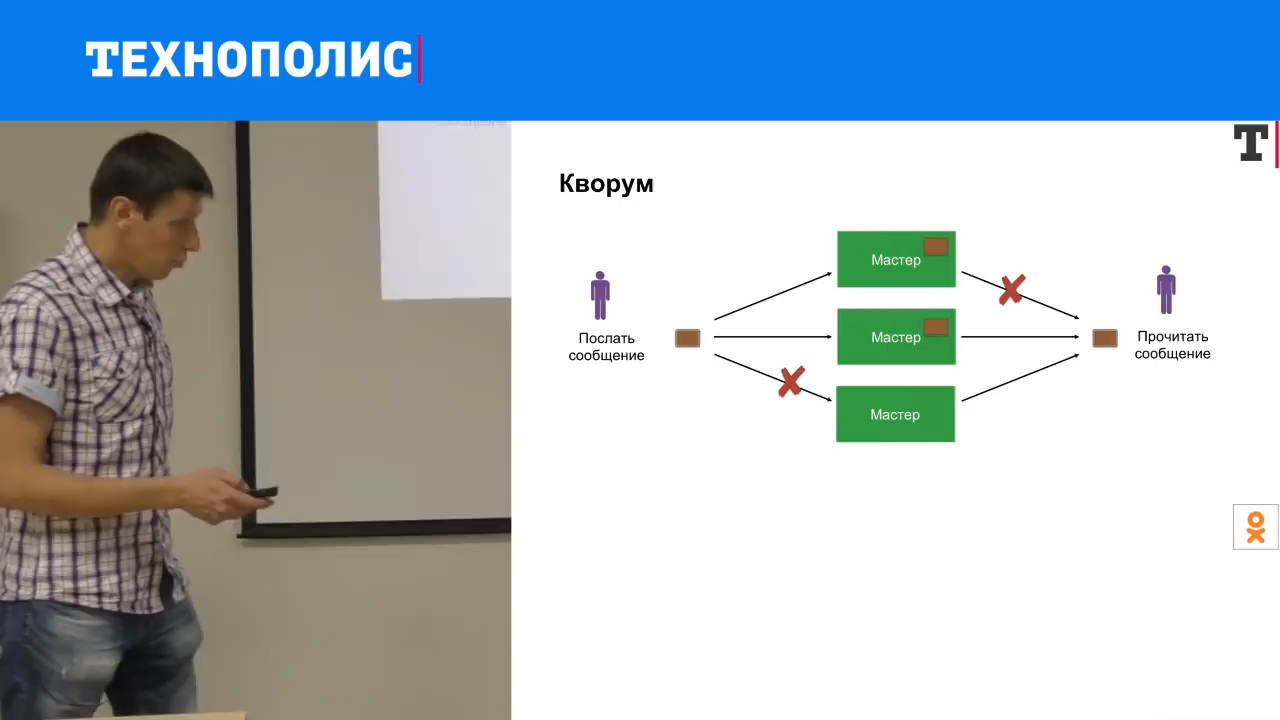 ТЕХНОПОЛИС
Т
Кворум
Послать
сообщение
Мастер
Мастер
Мастер
Прочитать
сообщение